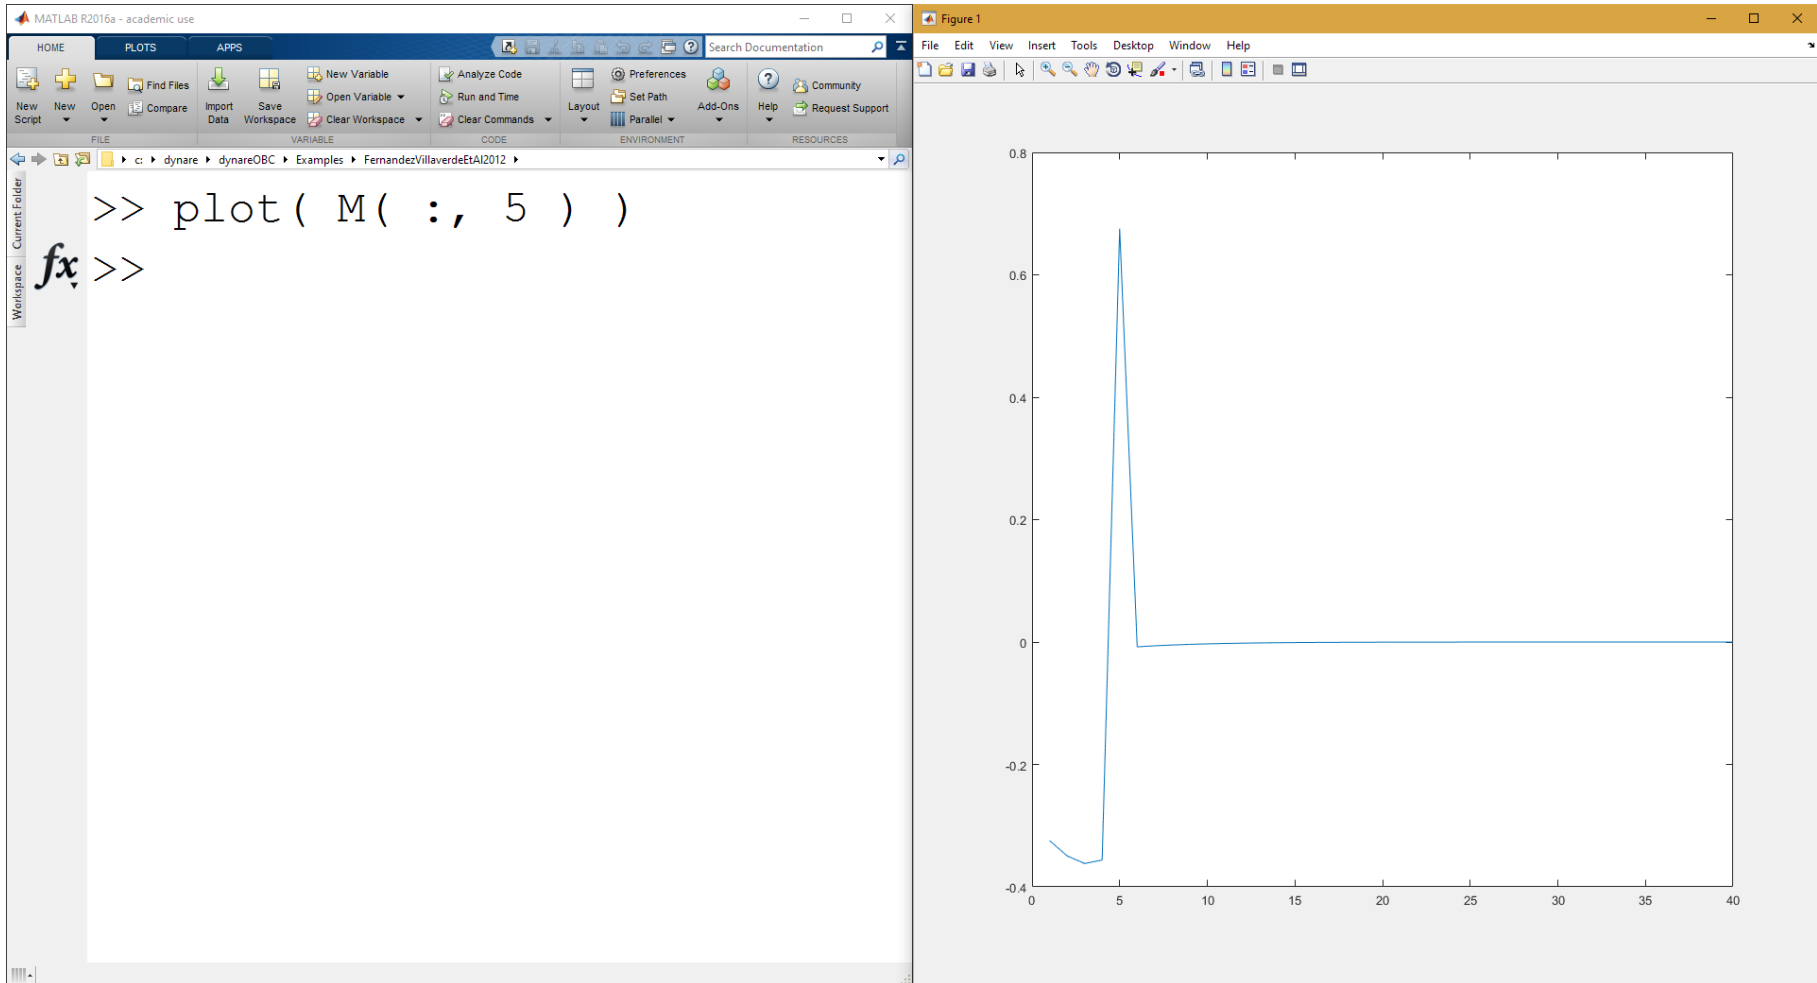 MATLAB R2016a - academic use
HOME PLOTS APPS
Search Documentation
New Script
New
Open
Find Files
Compare
FILE
Import Data
Save Workspace
New Variable
Open Variable
Clear Workspace
VARIABLE
Analyze Code
Run and Time
Clear Commands
CODE
Layout
Preferences
Set Path
Parallel
ENVIRONMENT
Add-Ons
Help
Community
Request Support
RESOURCES
c: dynare dynareOBC Examples FernandezVillaverdeEtAl2012
Current Folder
Workspace
>> plot( M( :, 5 ) )
fx >>
Figure 1
File Edit View Insert Tools Desktop Window Help
0.8
0.6
0.4
0.2
0
-0.2
-0.4
0 5 10 15 20 25 30 35 40